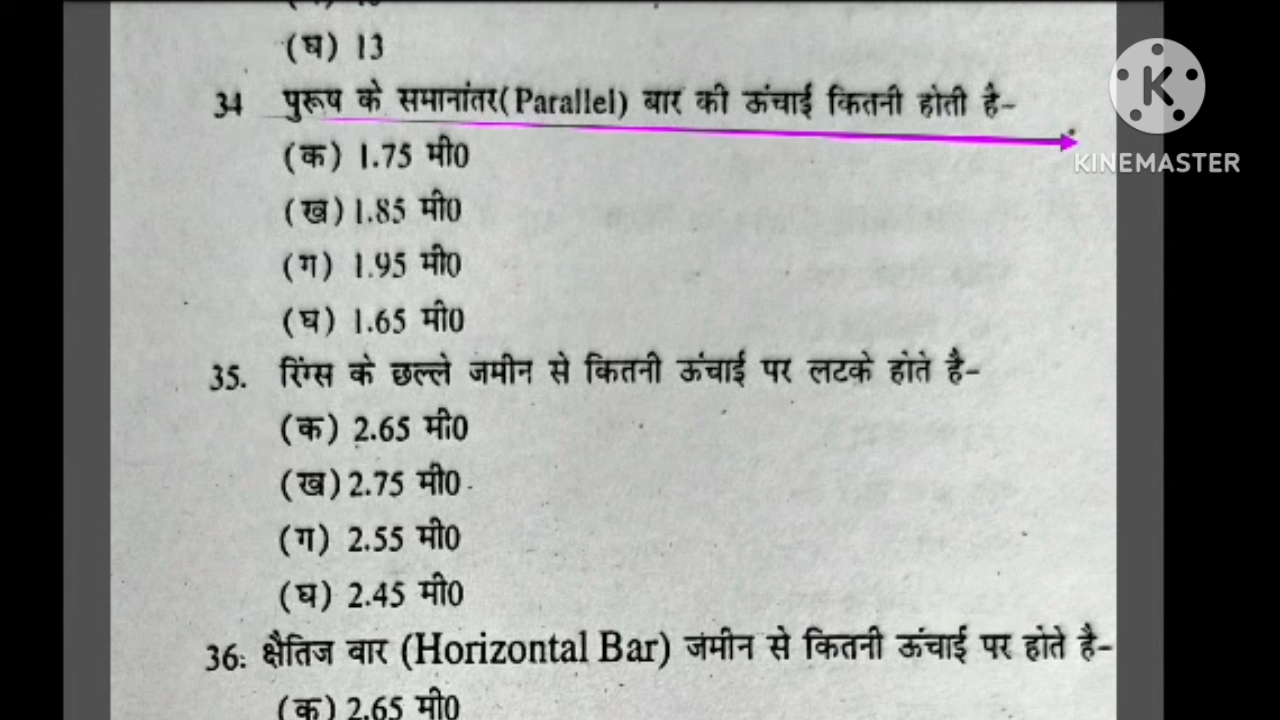 (घ) 13
34 पुरूष के समानांतर(Parallel) बार की ऊंचाई कितनी होती है-
(क) 1.75 मी0
(ख) 1.85 मी0
(ग) 1.95 मी0
(घ) 1.65 मी0
35. रिंग्स के छल्ले जमीन से कितनी ऊंचाई पर लटके होते है-
(क) 2.65 मी0
(ख) 2.75 मी0
(ग) 2.55 मी0
(घ) 2.45 मी0
36. क्षैतिज बार (Horizontal Bar) जमीन से कितनी ऊंचाई पर होते है-
(क) 2.65 मी0
K
KINEMASTER